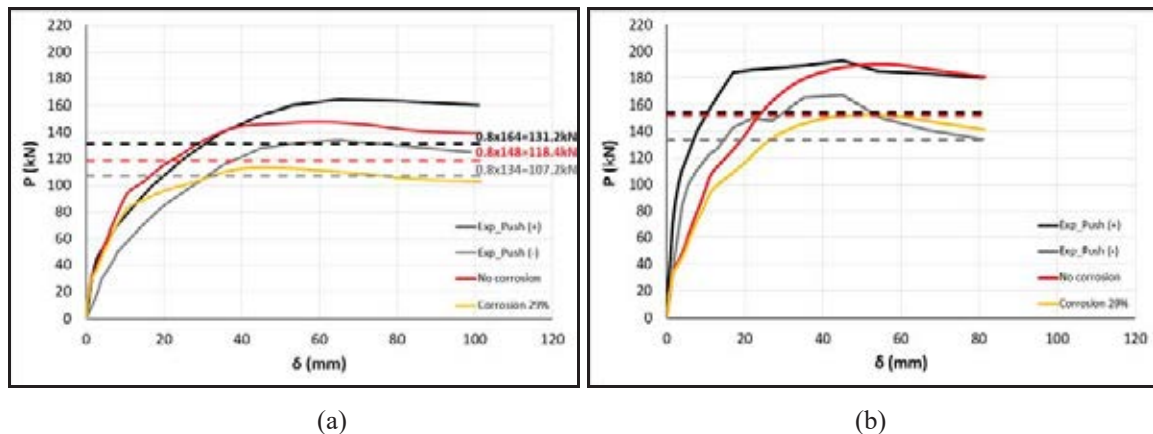 220
200
180
160
140
120
100
80
60
40
20
0
P (kN)
0 20 40 60 80 100 120
δ (mm)
0.8x164=131.2kN
0.8x148=118.4kN
0.8x134=107.2kN
Exp_Push (+)
Exp_Push (-)
No corrosion
Corrosion 29%
(a)
220
200
180
160
140
120
100
80
60
40
20
0
P (kN)
0 20 40 60 80 100 120
δ (mm)
Exp_Push (+)
Exp_Push (-)
No corrosion
Corrosion 29%
(b)